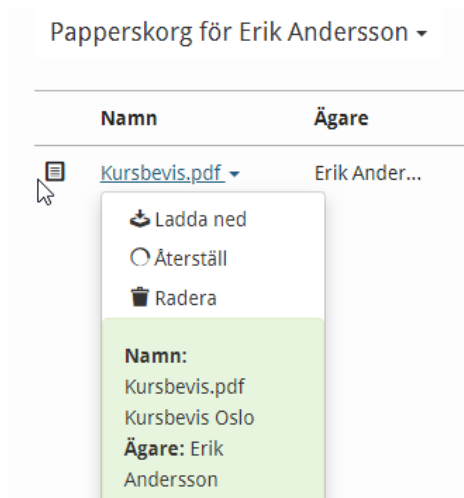 Papperskorg för Erik Andersson
Namn Ägare
Kursbevis.pdf Erik Ander...
Ladda ned
Återställ
Radera
Namn:
Kursbevis.pdf
Kursbevis Oslo
Ägare: Erik
Andersson